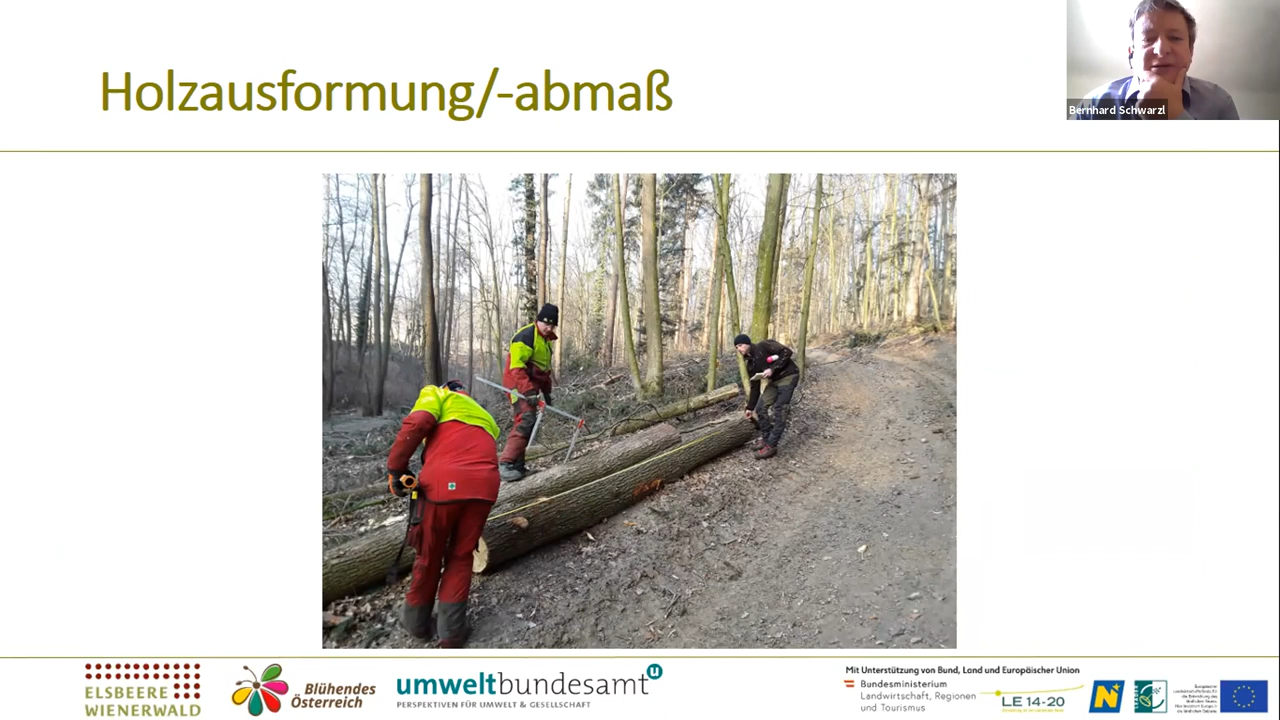 Holzausformung/-abmaß
Bernhard Schwarzl
ELSBEERE
WIENERWALD
Blühendes
Österreich
umweltbundesamt
u
PERSPEKTIVEN FÜR UMWELT & GESELLSCHAFT
Mit Unterstützung von Bund, Land und Europäischer Union
Bundesministerium
Landwirtschaft, Regionen
und Tourismus
LE 14-20
N